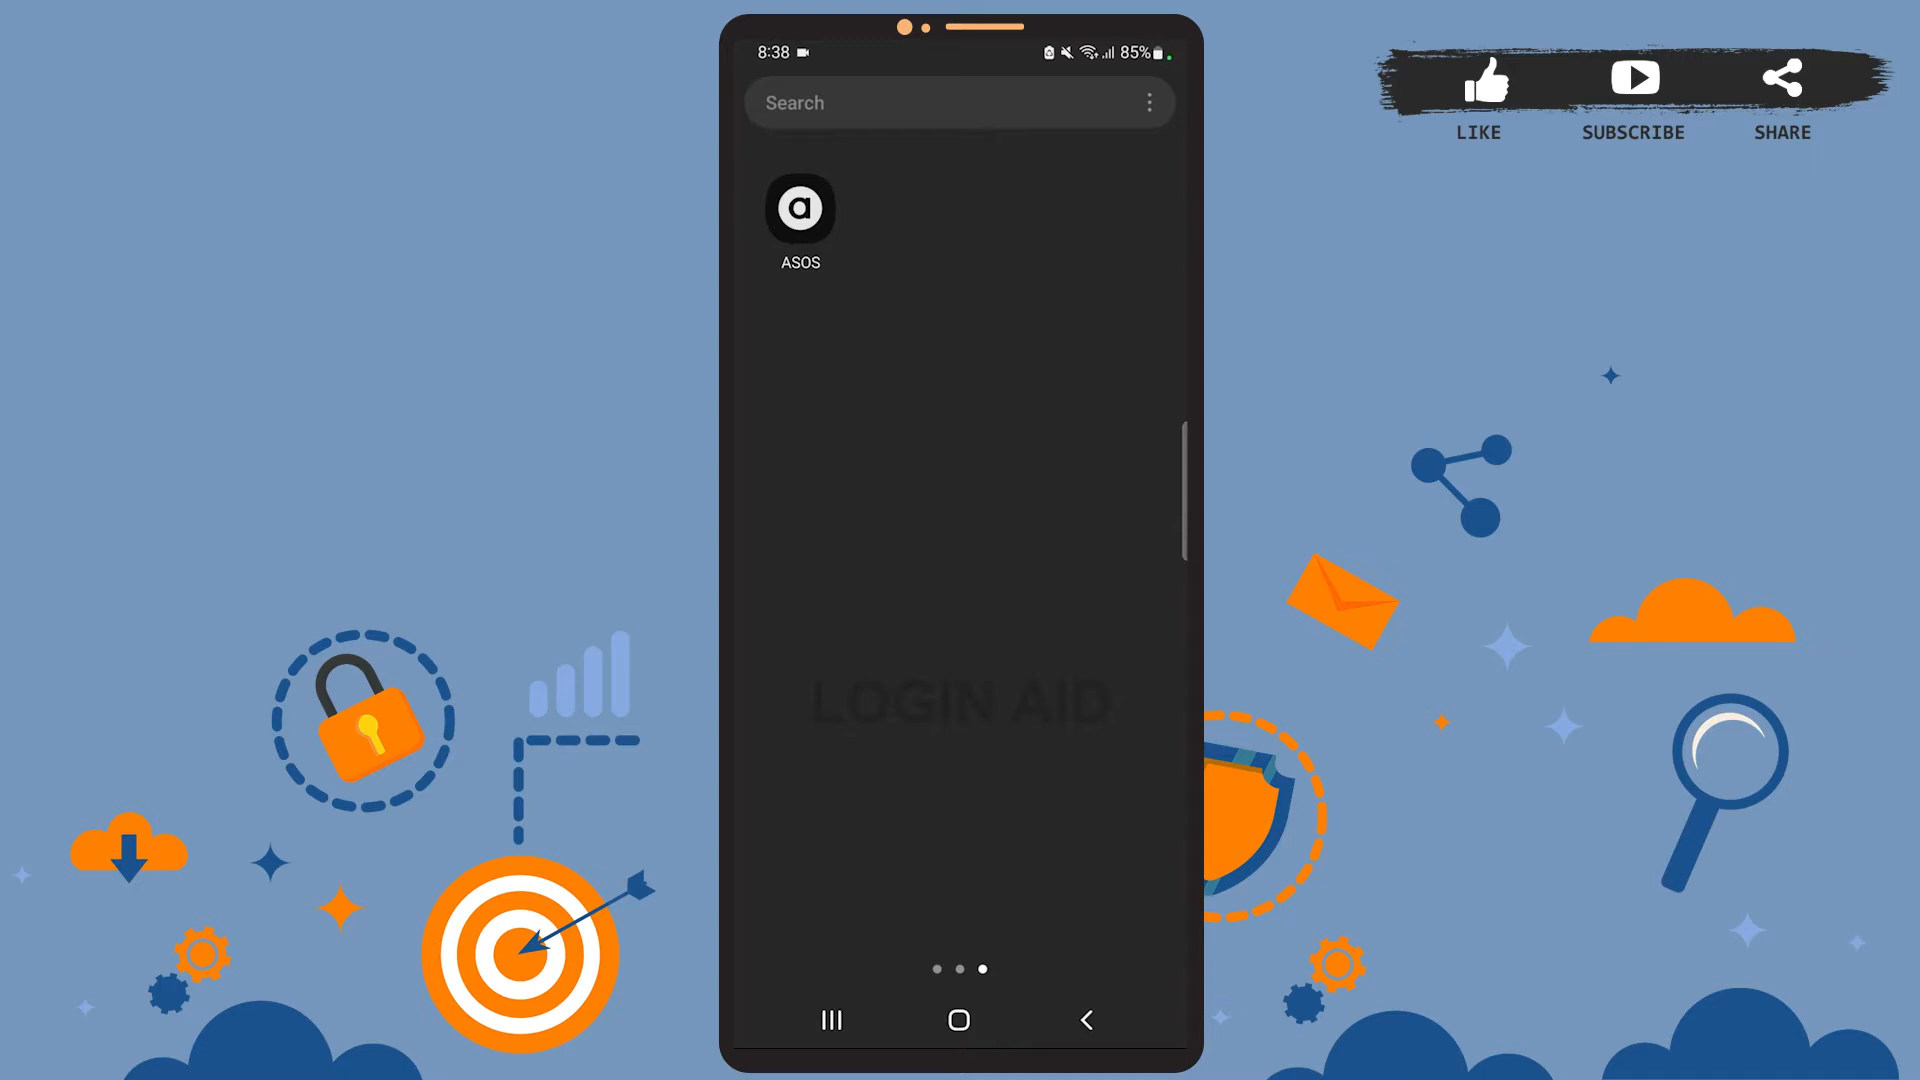 8:38
85%
Search
a
ASOS
LOGIN AID
LIKE
SUBSCRIBE
SHARE